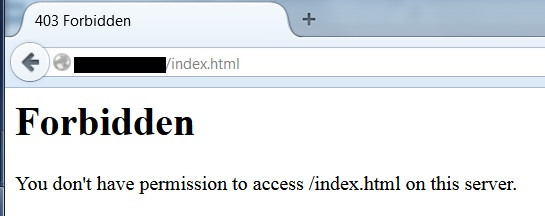 403 Forbidden
/index.html
Forbidden
You don't have permission to access /index.html on this server.